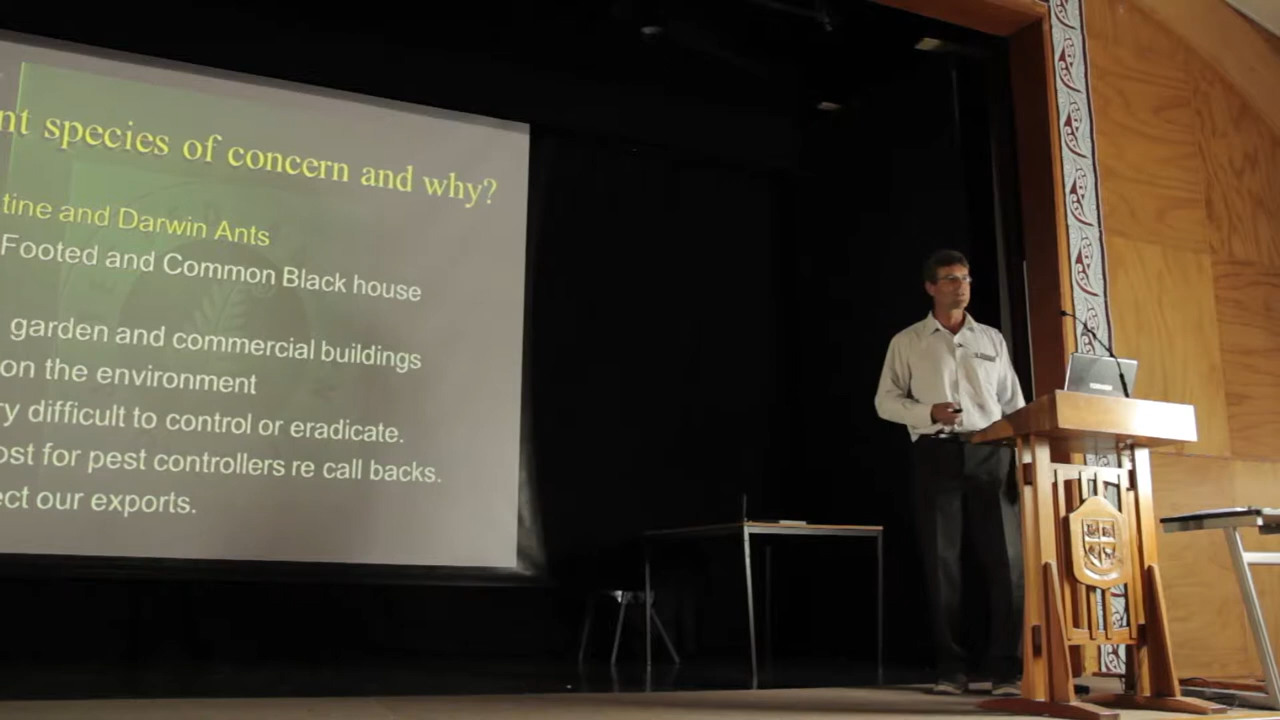 nt species of concern and why?
tine and Darwin Ants
Footed and Common Black house
garden and commercial buildings
on the environment
ry difficult to control or eradicate.
ost for pest controllers re call backs.
ect our exports.
TOSHIBA